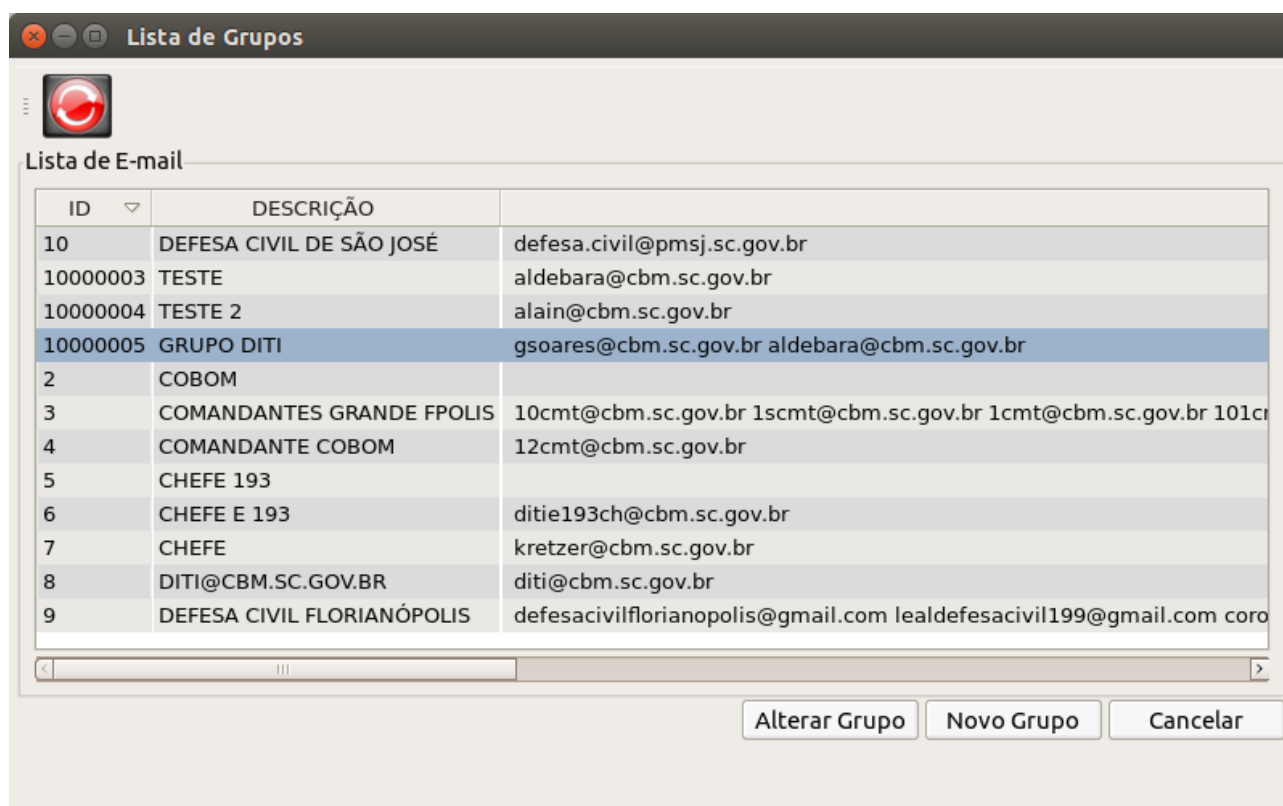 Lista de Grupos
Lista de E-mail
ID DESCRIÇÃO
10 DEFESA CIVIL DE SÃO JOSÉ defesa.civil@pmsj.sc.gov.br
10000003 TESTE aldebara@cbm.sc.gov.br
10000004 TESTE 2 alain@cbm.sc.gov.br
10000005 GRUPO DITI gsoares@cbm.sc.gov.br aldebara@cbm.sc.gov.br
2 COBOM
3 COMANDANTES GRANDE FPOLIS 10cmt@cbm.sc.gov.br 1scmt@cbm.sc.gov.br 1cmt@cbm.sc.gov.br
4 COMANDANTE COBOM 12cmt@cbm.sc.gov.br
5 CHEFE 193
6 CHEFE E 193 ditie193ch@cbm.sc.gov.br
7 CHEFE kretzer@cbm.sc.gov.br
8 DITI@CBM.SC.GOV.BR diti@cbm.sc.gov.br
9 DEFESA CIVIL FLORIANÓPOLIS defesacivilflorianopolis@gmail.com lealdefesacivil199@gmail.com coro
Alterar Grupo Novo Grupo Cancelar